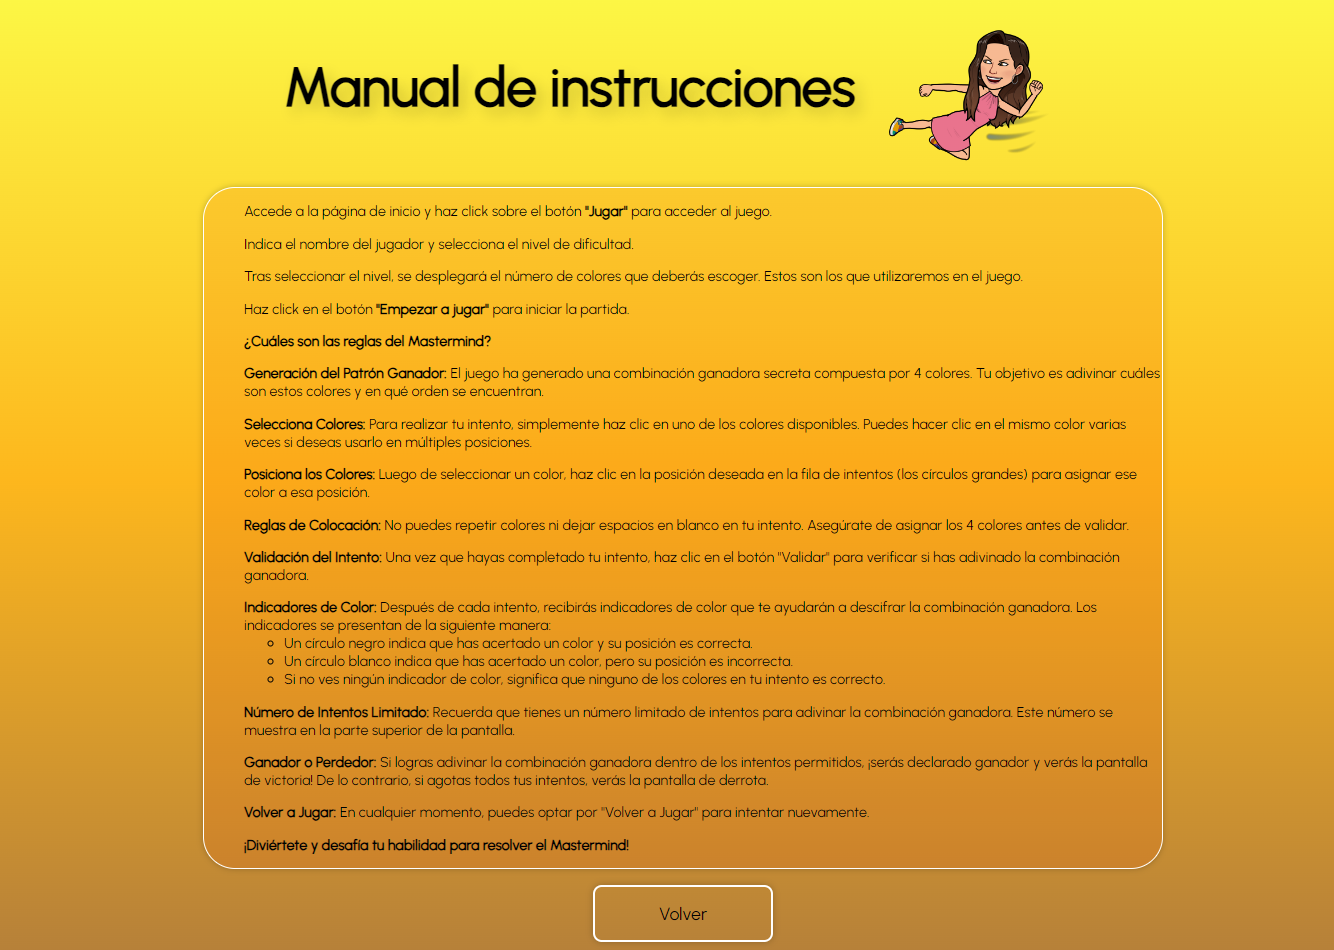 Manual de instrucciones
Accede a la página de inicio y haz click sobre el botón "Jugar" para acceder al juego.
Indica el nombre del jugador y selecciona el nivel de dificultad.
Tras seleccionar el nivel, se desplegará el número de colores que deberás escoger. Estos son los que utilizaremos en el juego.
Haz click en el botón "Empezar a jugar" para iniciar la partida.
¿Cuáles son las reglas del Mastermind?
Generación del Patrón Ganador: El juego ha generado una combinación ganadora secreta compuesta por 4 colores. Tu objetivo es adivinar cuáles
son estos colores y en qué orden se encuentran.
Selecciona Colores: Para realizar tu intento, simplemente haz clic en uno de los colores disponibles. Puedes hacer clic en el mismo color varias
veces si deseas usarlo en múltiples posiciones.
Posiciona los Colores: Luego de seleccionar un color, haz clic en la posición deseada en la fila de intentos (los círculos grandes) para asignar ese
color a esa posición.
Reglas de Colocación: No puedes repetir colores ni dejar espacios en blanco en tu intento. Asegúrate de asignar los 4 colores antes de validar.
Validación del Intento: Una vez que hayas completado tu intento, haz clic en el botón "Validar" para verificar si has adivinado la combinación
ganadora.
Indicadores de Color: Después de cada intento, recibirás indicadores de color que te ayudarán a descifrar la combinación ganadora. Los
indicadores se presentan de la siguiente manera:
Un círculo negro indica que has acertado un color y su posición es correcta.
Un círculo blanco indica que has acertado un color, pero su posición es incorrecta.
Si no ves ningún indicador de color, significa que ninguno de los colores en tu intento es correcto.
Número de Intentos Limitado: Recuerda que tienes un número limitado de intentos para adivinar la combinación ganadora. Este número se
muestra en la parte superior de la pantalla.
Ganador o Perdedor: Si logras adivinar la combinación ganadora dentro de los intentos permitidos, ¡serás declarado ganador y verás la pantalla
de victoria! De lo contrario, si agotas todos tus intentos, verás la pantalla de derrota.
Volver a Jugar: En cualquier momento, puedes optar por "Volver a Jugar" para intentar nuevamente.
¡Diviértete y desafía tu habilidad para resolver el Mastermind!
Volver